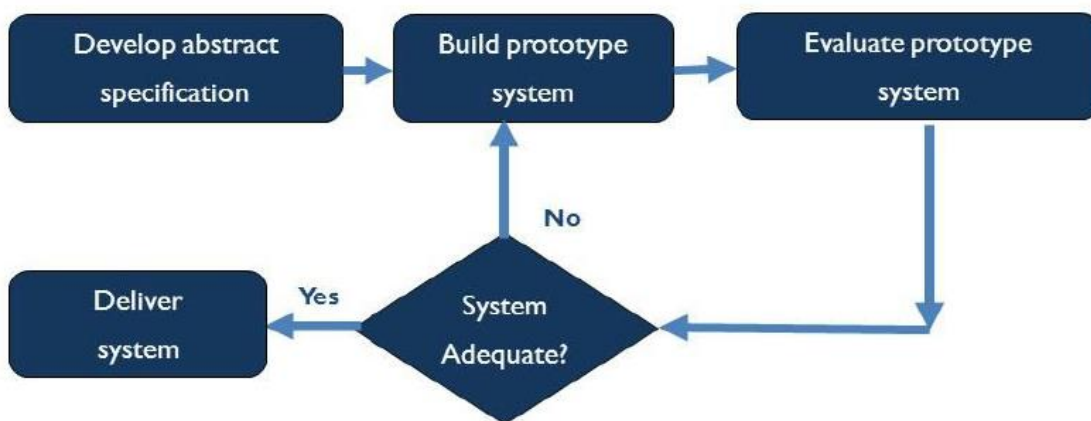 Develop abstract
specification
Build prototype
system
Evaluate prototype
system
No
Yes
System
Adequate?
Deliver
system